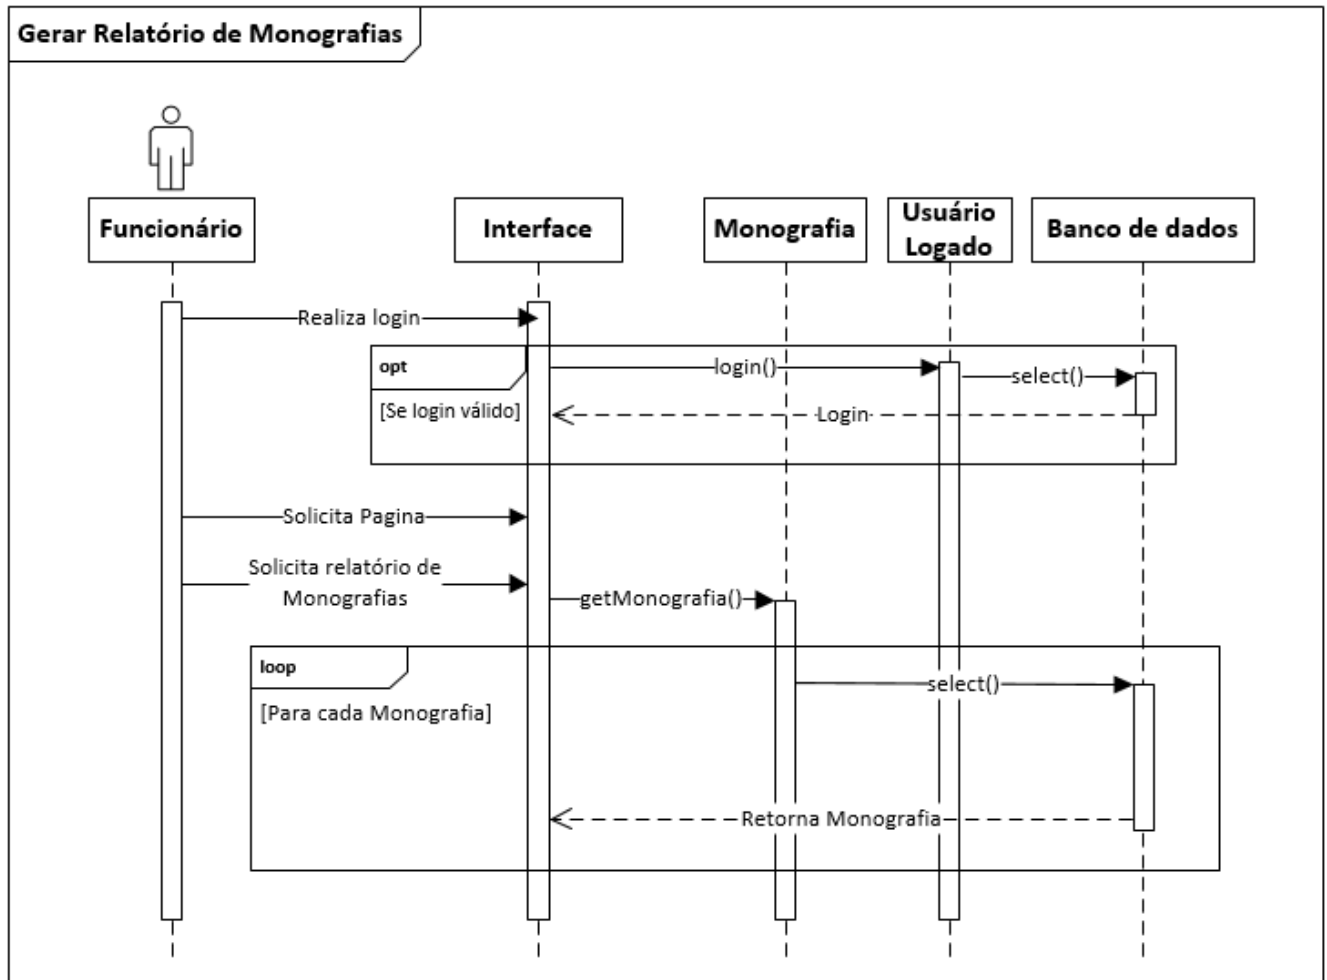 Gerar Relatório de Monografias
Funcionário
Interface
Monografia
Usuário
Logado
Banco de dados
Realiza login
opt
[Se login válido]
login()
select()
Login
Solicita Pagina
Solicita relatório de
Monografias
getMonografia()
loop
[Para cada Monografia]
select()
Retorna Monografia